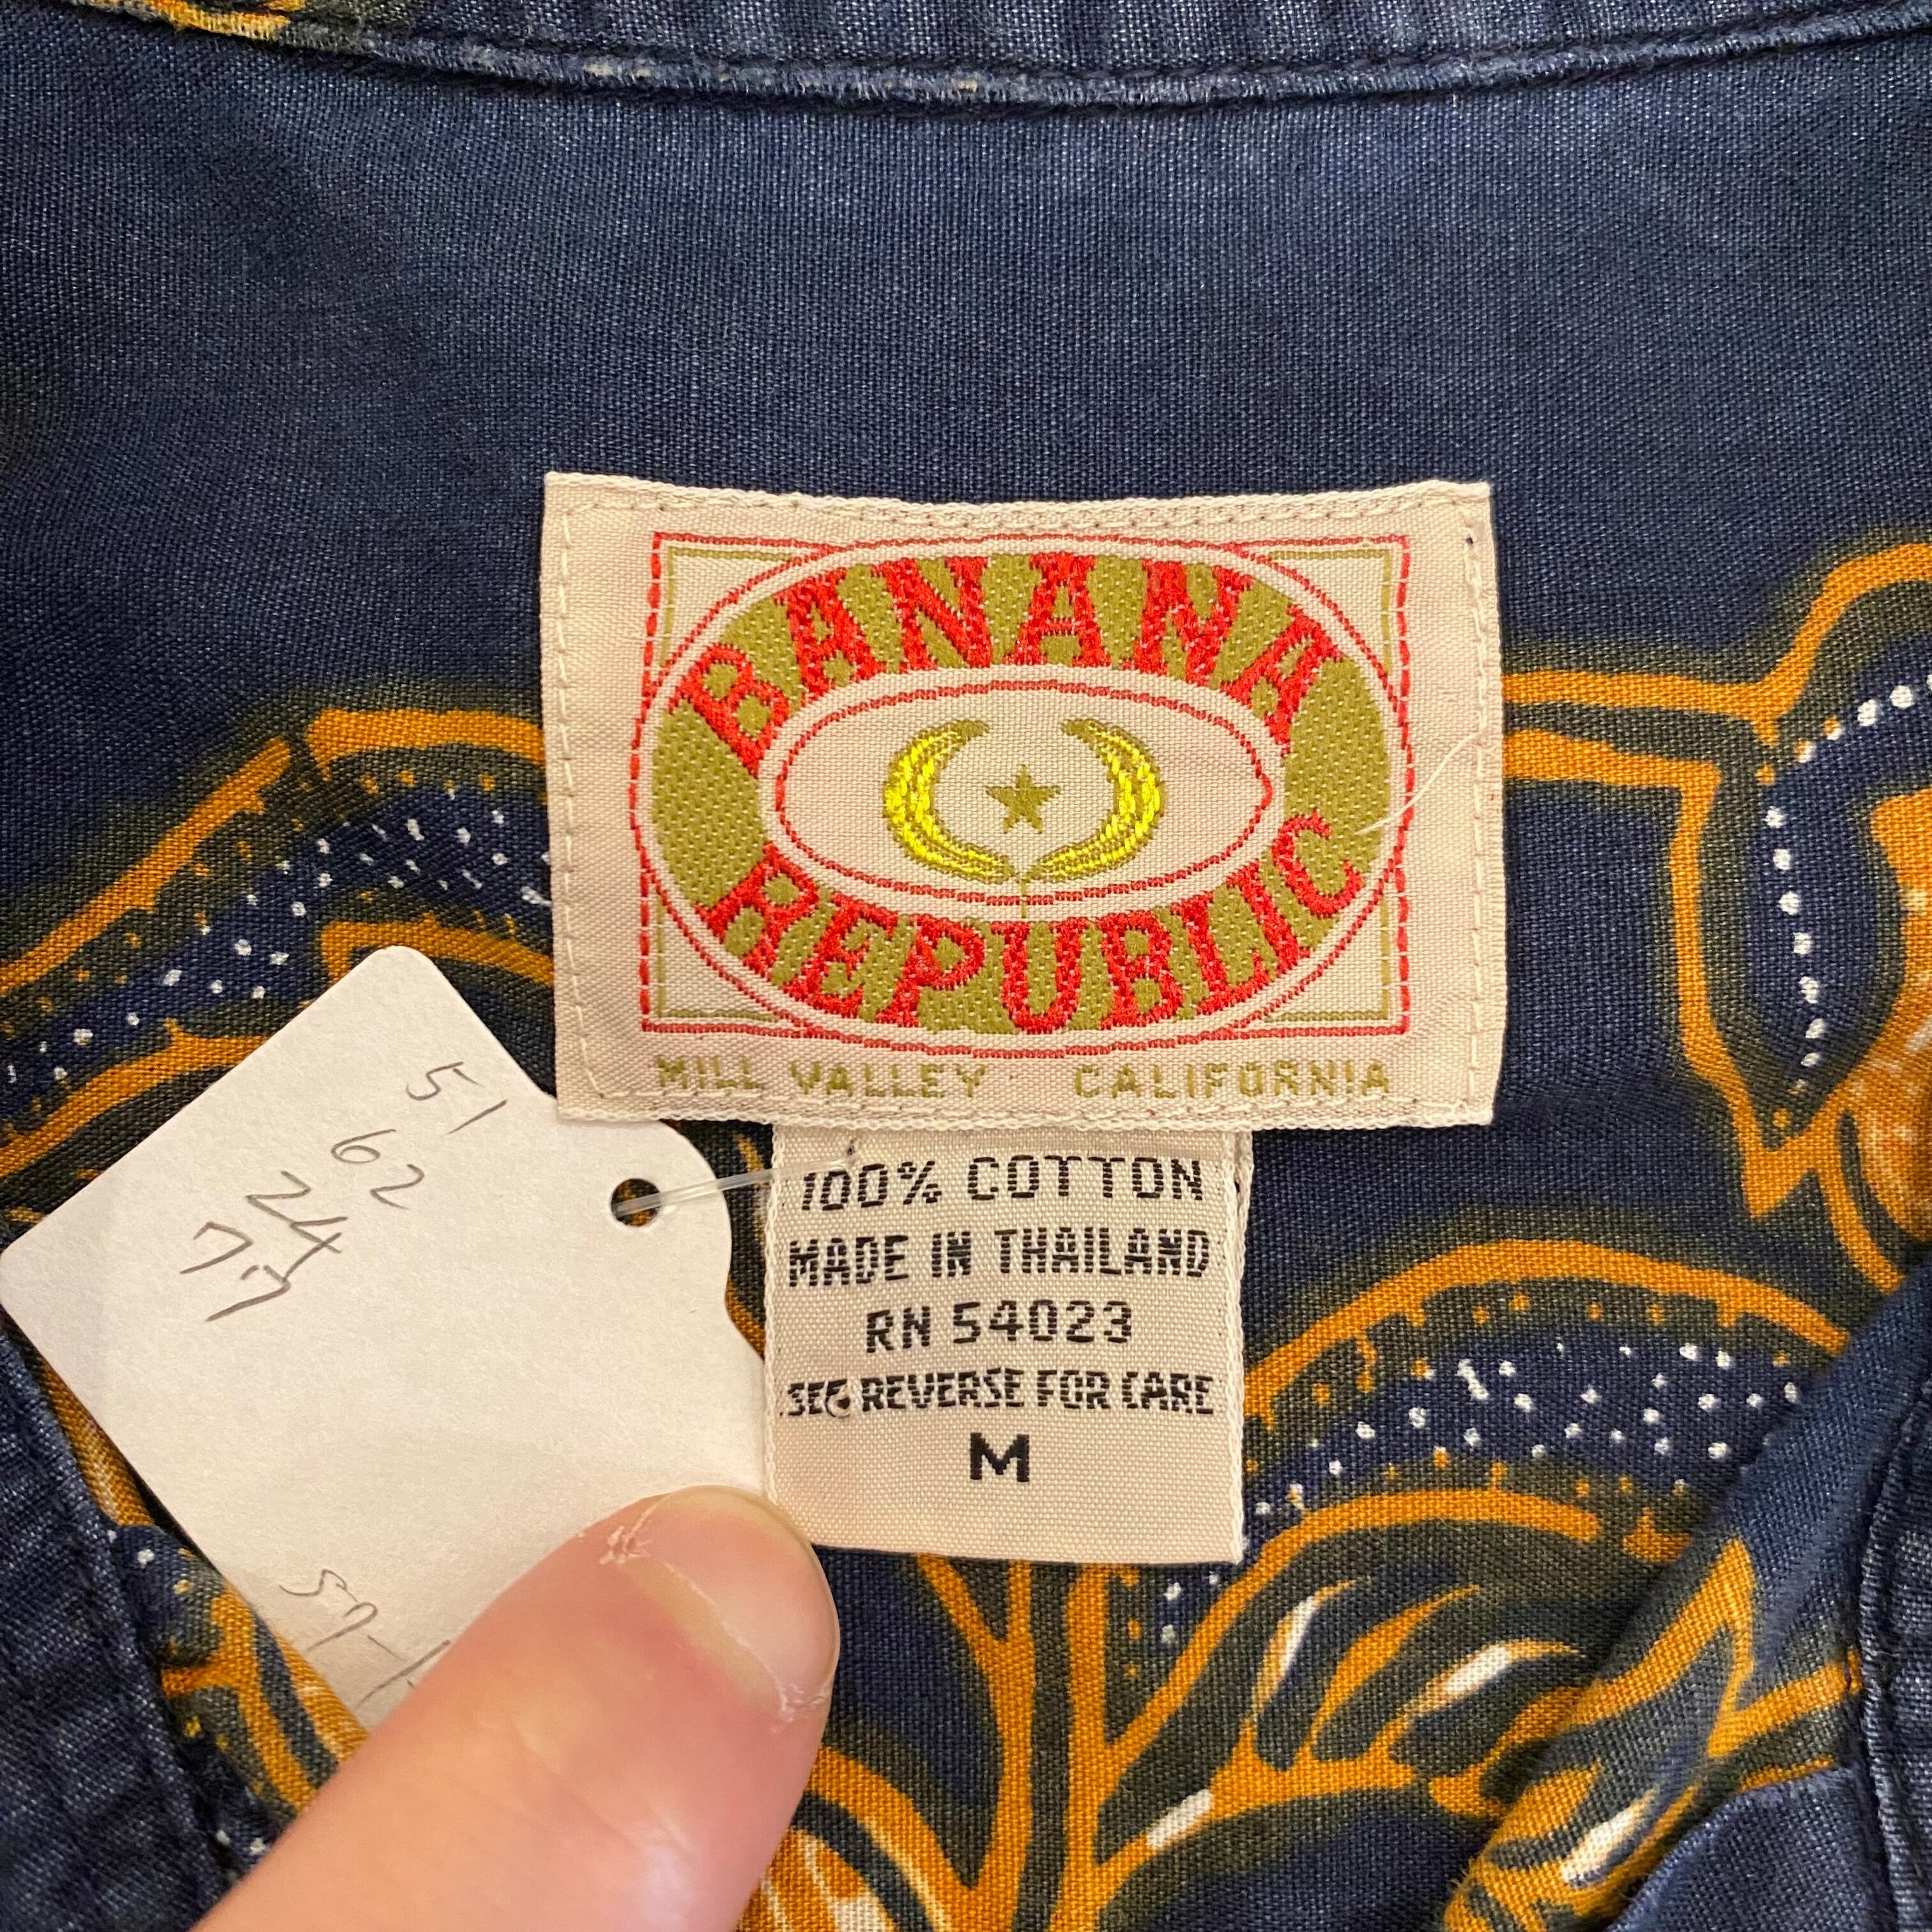 BANANA
REPUBLIC
MILL VALLEY CALIFORNIA
100% COTTON
MADE IN THAILAND
RN 54023
SEE REVERSE FOR CARE
M
51
62
24
77